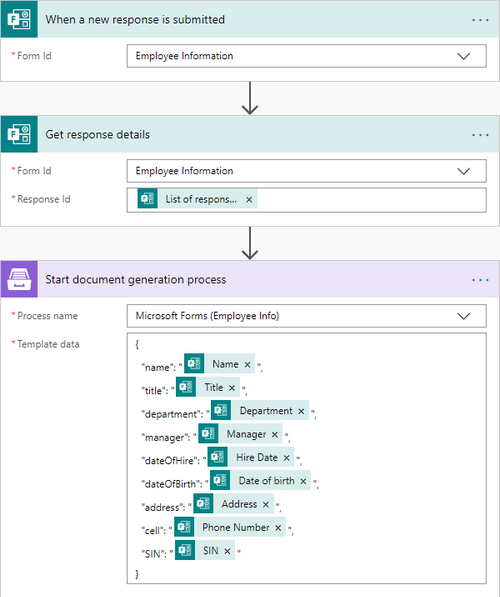 When a new response is submitted
* Form Id Employee Information
Get response details
* Form Id Employee Information
* Response Id List of respons... ×
Start document generation process
* Process name Microsoft Forms (Employee Info)
* Template data {
"name": " Name × ",
"title": " Title × ",
"department": " Department × ",
"manager": " Manager × ",
"dateOfHire": " Hire Date × ",
"dateOfBirth": " Date of birth × ",
"address": " Address × ",
"cell": " Phone Number × ",
"SIN": " SIN × "
}